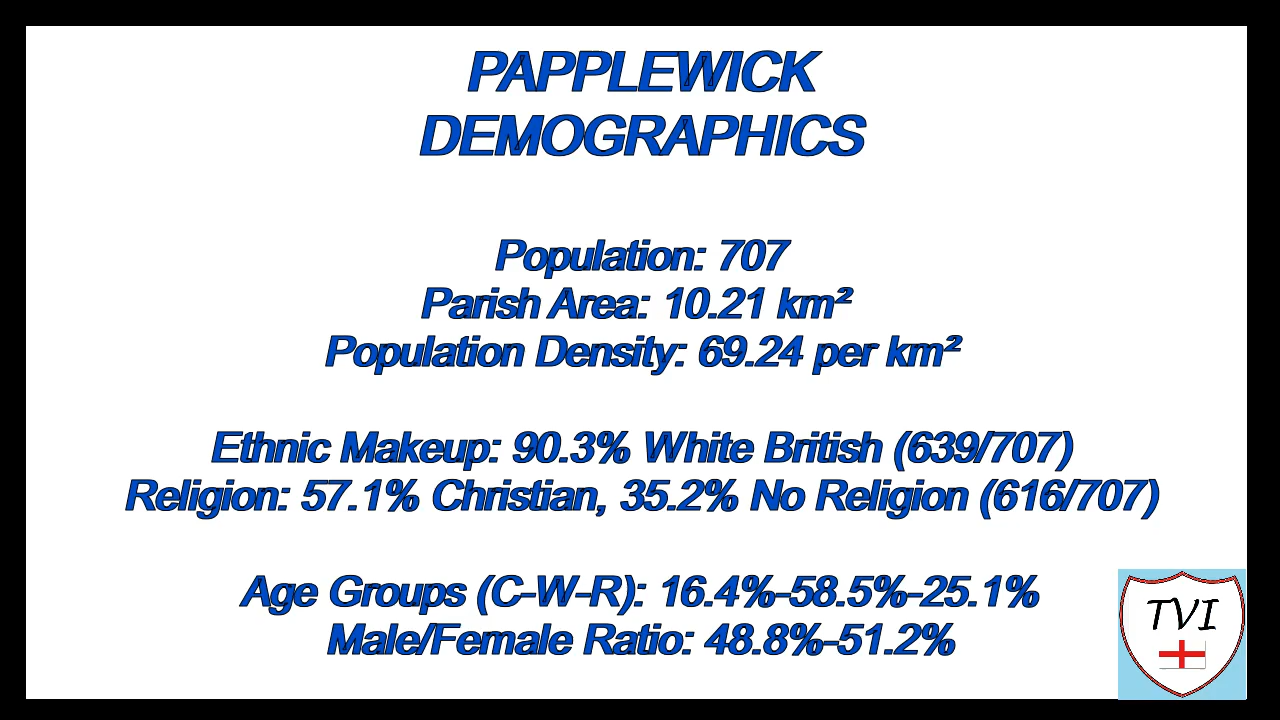 PAPPLEWICK
DEMOGRAPHICS
Population: 707
Parish Area: 10.21 km²
Population Density: 69.24 per km²
Ethnic Makeup: 90.3% White British (639/707)
Religion: 57.1% Christian, 35.2% No Religion (616/707)
Age Groups (C-W-R): 16.4%-58.5%-25.1%
Male/Female Ratio: 48.8%-51.2%
TVI